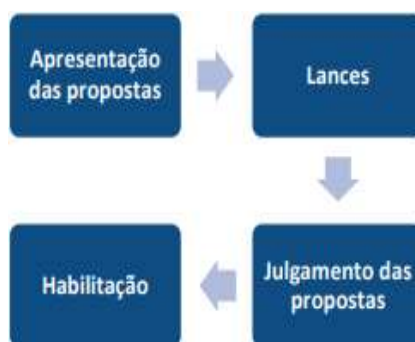 Apresentação
das propostas
Lances
Julgamento das
propostas
Habilitação